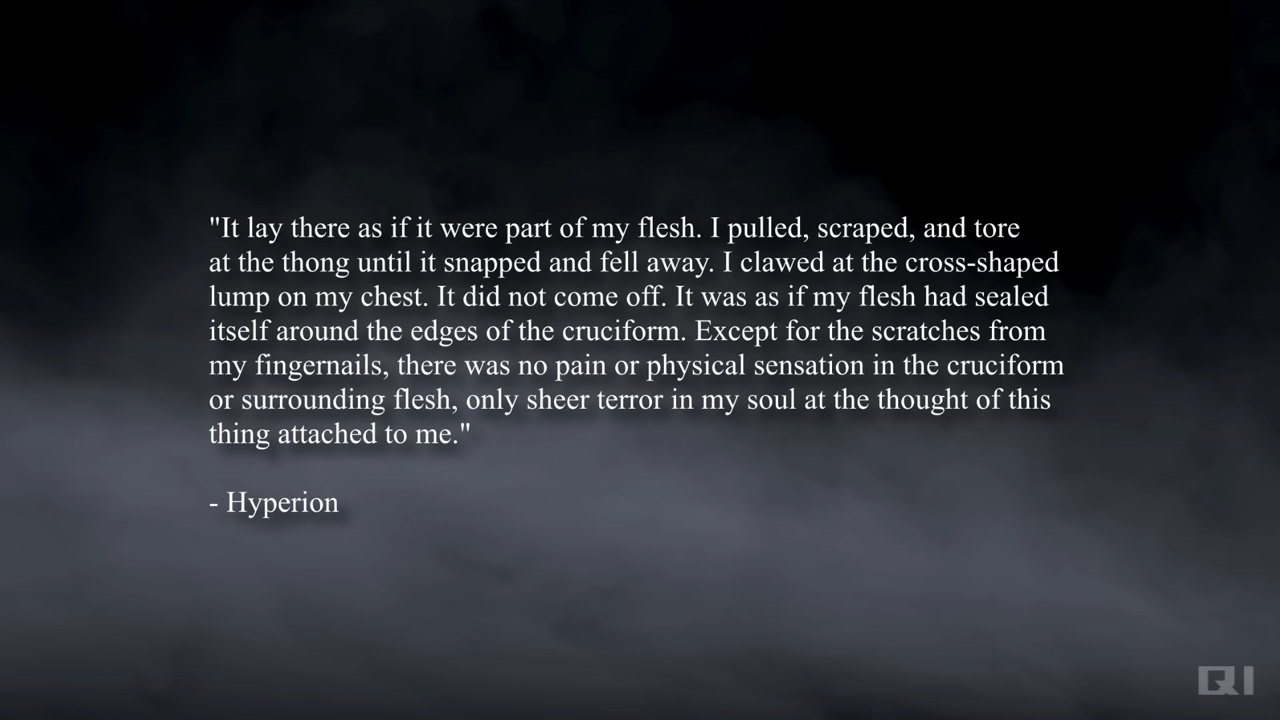 "It lay there as if it were part of my flesh. I pulled, scraped, and tore
at the thong until it snapped and fell away. I clawed at the cross-shaped
lump on my chest. It did not come off. It was as if my flesh had sealed
itself around the edges of the cruciform. Except for the scratches from
my fingernails, there was no pain or physical sensation in the cruciform
or surrounding flesh, only sheer terror in my soul at the thought of this
thing attached to me."
- Hyperion
QI